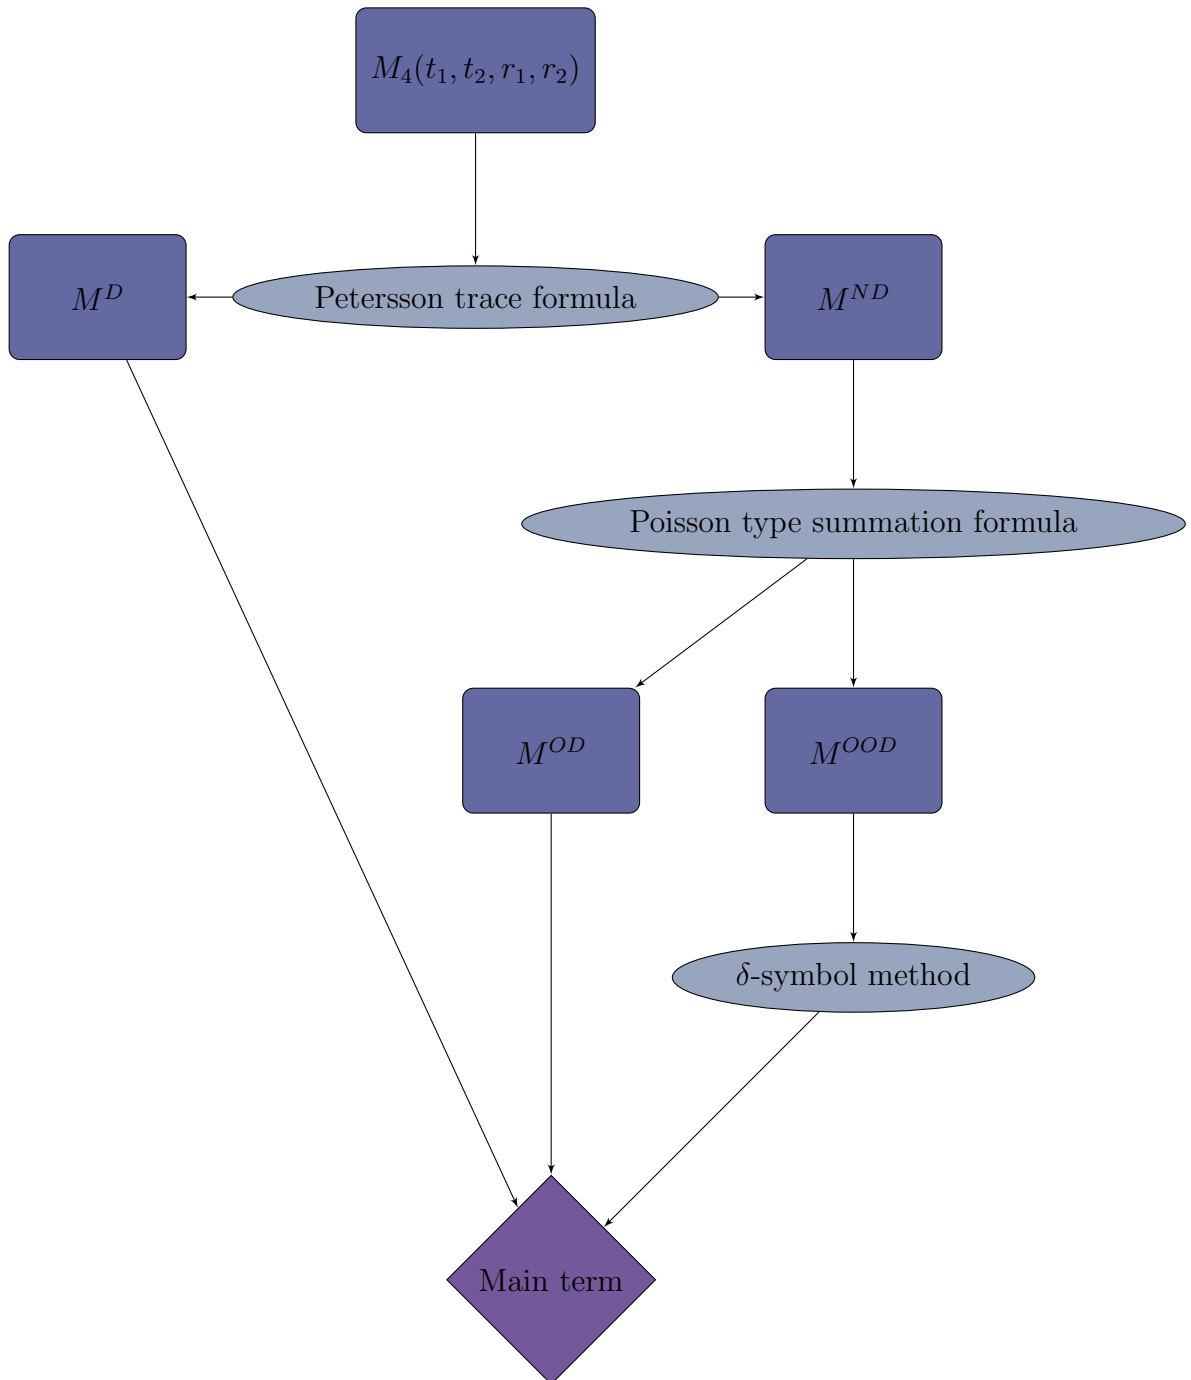 M_4(t_1, t_2, r_1, r_2)
M^D
Petersson trace formula
M^{ND}
Poisson type summation formula
M^{OD}
M^{OOD}
δ-symbol method
Main term